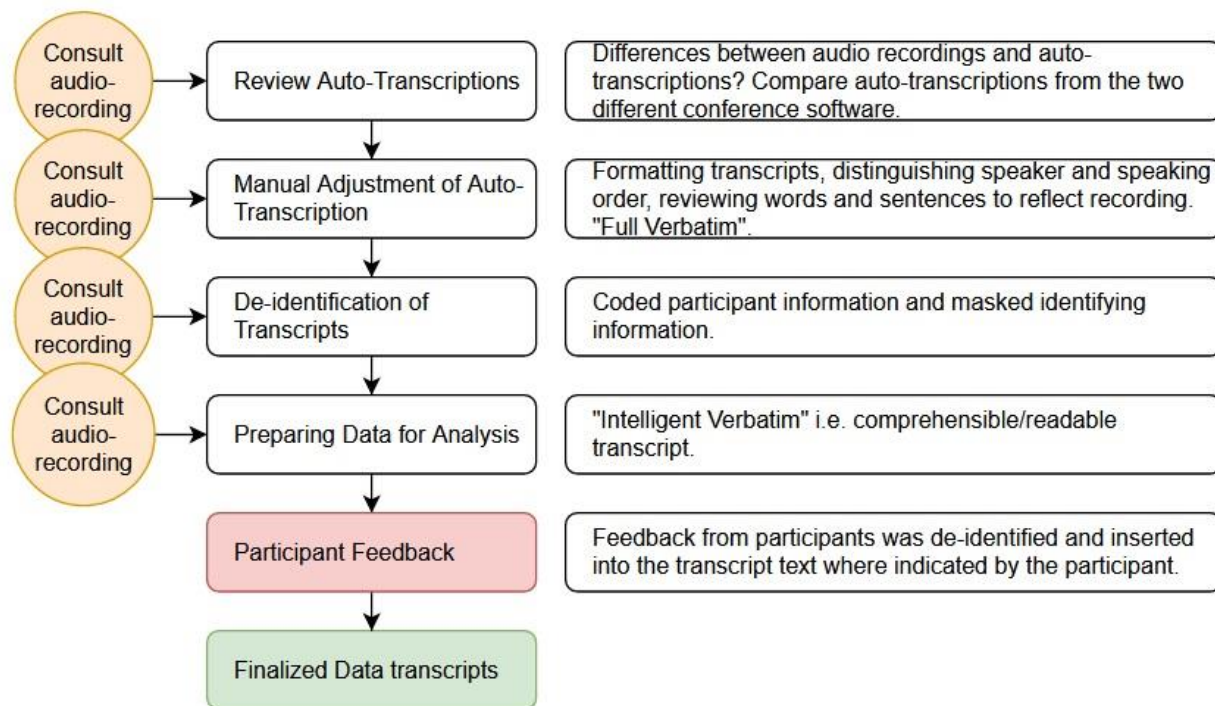 Consult
audio-
recording
Review Auto-Transcriptions
Differences between audio recordings and auto-
transcriptions? Compare auto-transcriptions from the two
different conference software.
Consult
audio-
recording
Manual Adjustment of Auto-
Transcription
Formatting transcripts, distinguishing speaker and speaking
order, reviewing words and sentences to reflect recording.
"Full Verbatim".
Consult
audio-
recording
De-identification of
Transcripts
Coded participant information and masked identifying
information.
Consult
audio-
recording
Preparing Data for Analysis
"Intelligent Verbatim" i.e. comprehensible/readable
transcript.
Participant Feedback
Feedback from participants was de-identified and inserted
into the transcript text where indicated by the participant.
Finalized Data transcripts